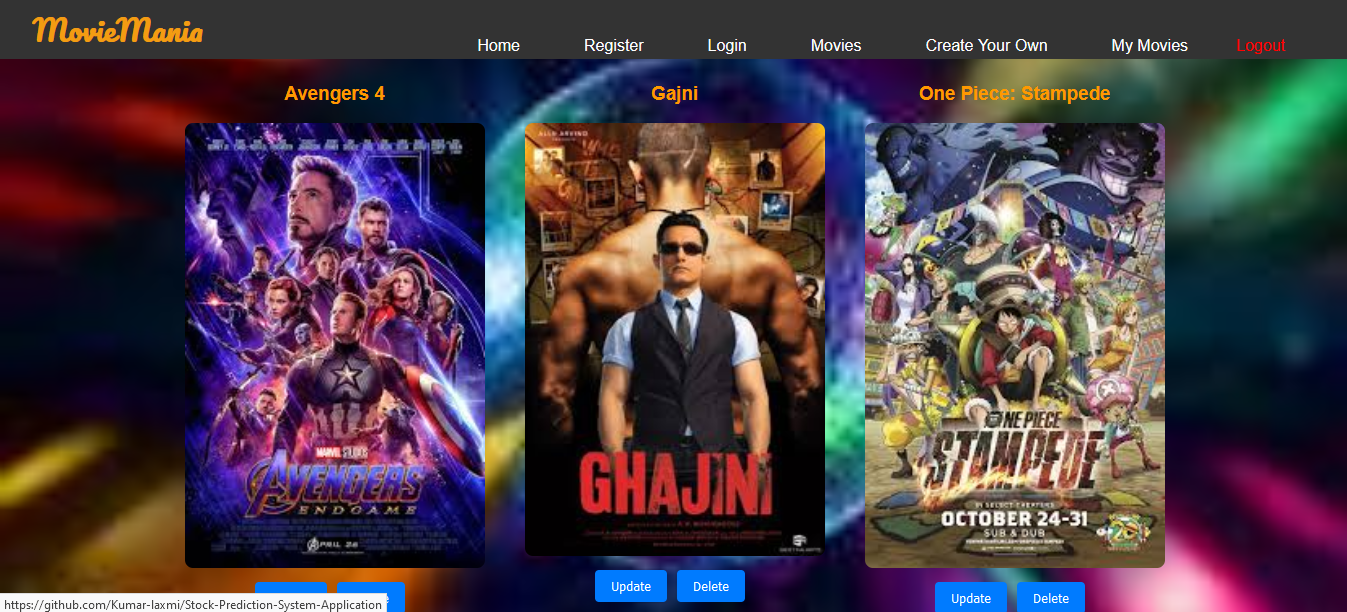 MovieMania
Home Register Login Movies Create Your Own My Movies Logout
Avengers 4 Gajni One Piece: Stampede
ALLU ARVIND
MARVEL STUDIOS
AVENGERS
ENDGAME
APRIL 26
GHAJINI
ONE PIECE
STAMPEDE
IN SELECT THEATERS
OCTOBER 24-31
SUB & DUB
Update Delete
Update Delete
https://github.com/Kumar-laxmi/Stock-Prediction-System-Application